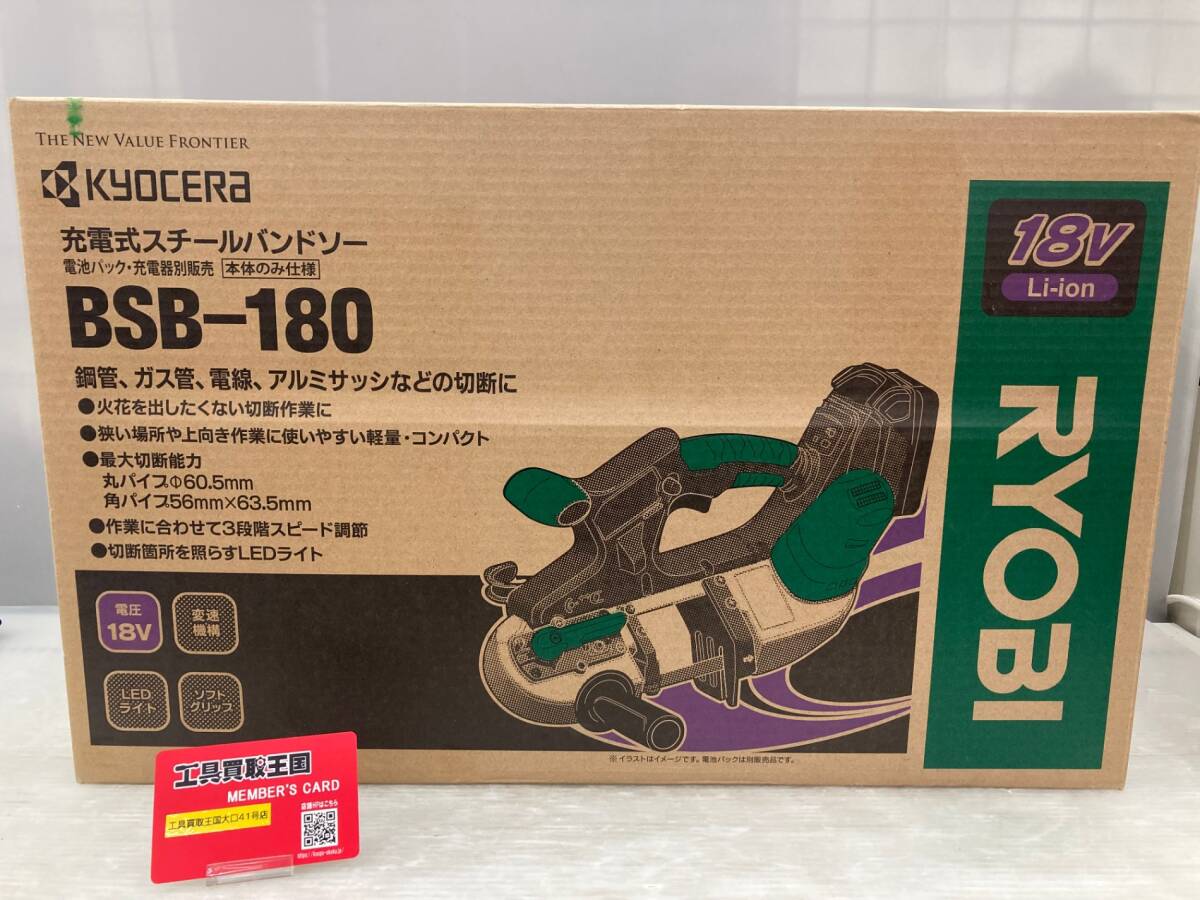 THE NEW VALUE FRONTIER
KYOCERA
充電式スチールバンドソー
電池パック・充電器別販売 本体のみ仕様
BSB-180
鋼管、ガス管、電線、アルミサッシなどの切断に
●火花を出したくない切断作業に
●狭い場所や上向き作業に使いやすい軽量・コンパクト
●最大切断能力
丸パイプΦ60.5mm
角パイプ56mm×63.5mm
●作業に合わせて3段階スピード調節
●切断箇所を照らすLEDライト
電圧
18V
変速
機構
LED
ライト
ソフト
グリップ
18V
Li-ion
RYOBI
※イラストはイメージです。電池パックは別販売品です。
工具買取王国
MEMBER'S CARD
店舗HPはこちら
工具買取王国大口41号店